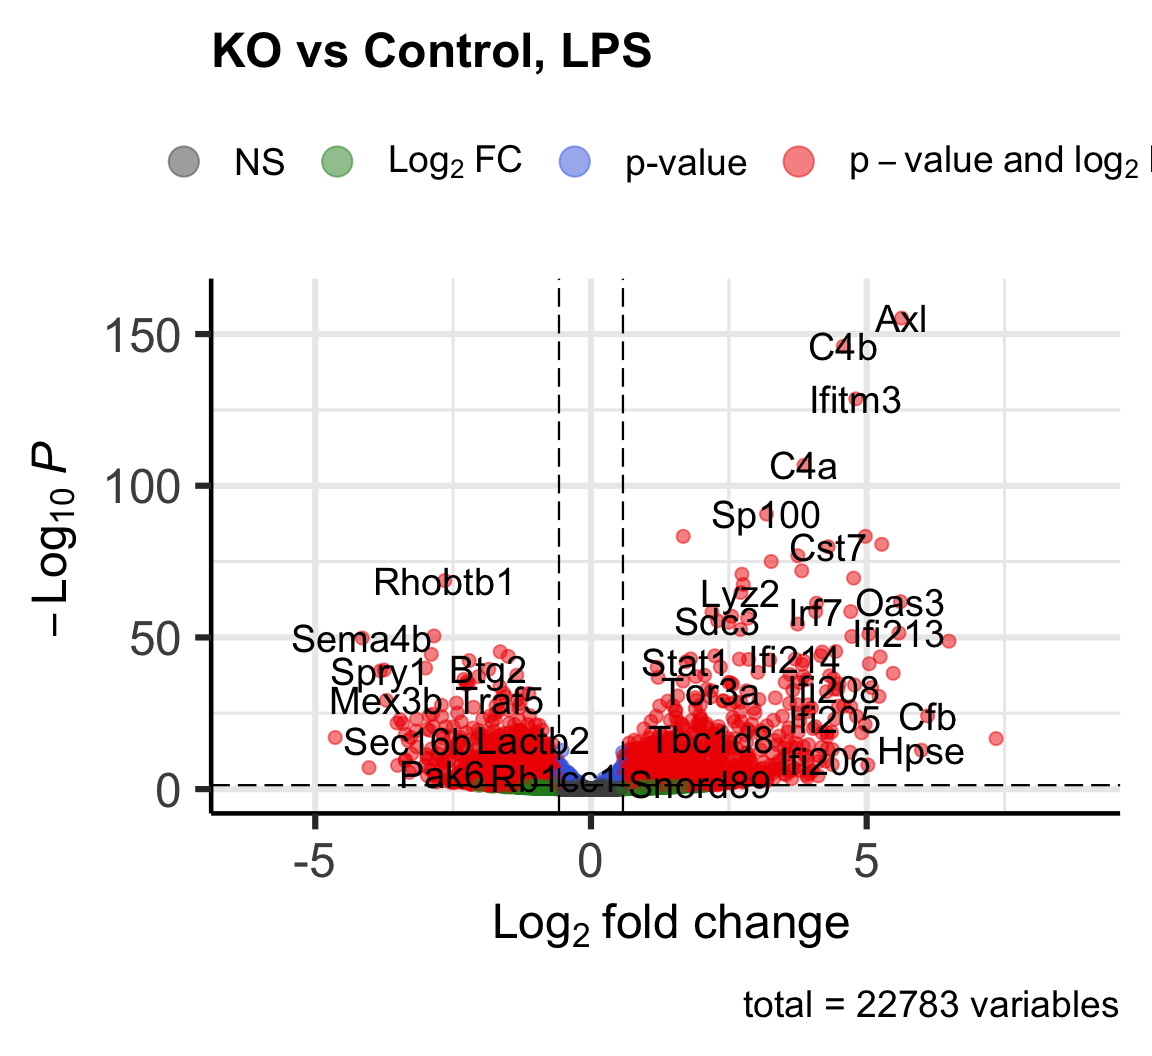 KO vs Control, LPS
NS Log₂ FC p-value p – value and log₂
Axl
150
C4b
Ifitm3
C4a
100
Sp100
Cst7
Rhobtb1
Lyz2
Irf7 Oas3
Sdc3
–Log₁₀ P
50
Sema4b
Ifi213
Spry1 Btg2
Stat1 Ifi214
Mex3b Traf5
Tor3a Ifi208
Ifi205 Cfb
Sec16b Lactb2
Tbc1d8
Hpse
Ifi206
Pak6 Rb1cc1
Snord89
0
-5 0 5
Log₂ fold change
total = 22783 variables